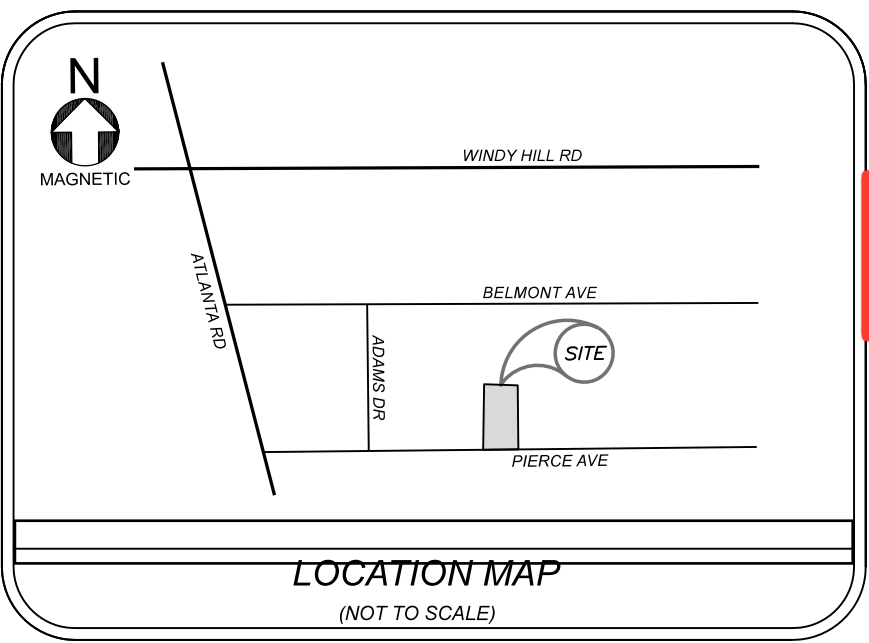 N
MAGNETIC
WINDY HILL RD
ATLANTA RD
BELMONT AVE
ADAMS DR
SITE
PIERCE AVE
LOCATION MAP
(NOT TO SCALE)